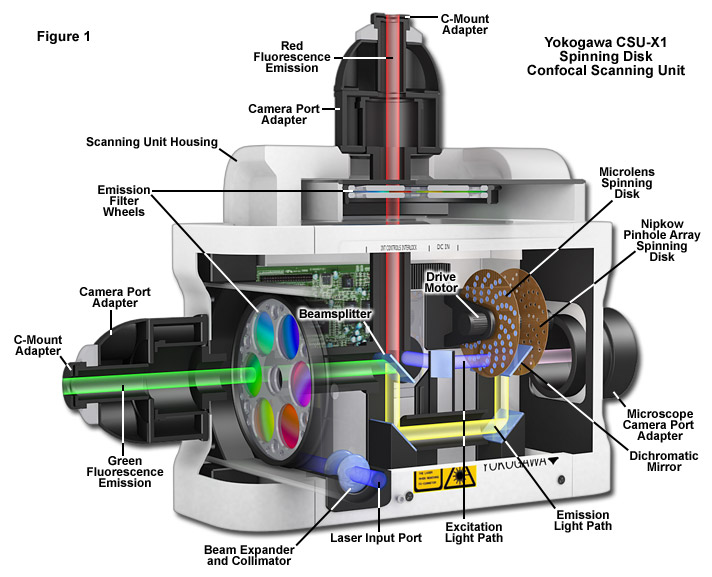 Figure 1
C-Mount
Adapter
Yokogawa CSU-X1
Spinning Disk
Confocal Scanning Unit
Red
Fluorescence
Emission
Camera Port
Adapter
Scanning Unit Housing
Emission
Filter
Wheels
Microlens
Spinning
Disk
Nipkow
Pinhole Array
Spinning
Disk
DC IN
Drive
Motor
Camera Port
Adapter
Beamsplitter
C-Mount
Adapter
Microscope
Camera Port
Adapter
Dichromatic
Mirror
Green
Fluorescence
Emission
YOKOGAWA
Emission
Light Path
Excitation
Light Path
Laser Input Port
Beam Expander
and Collimator